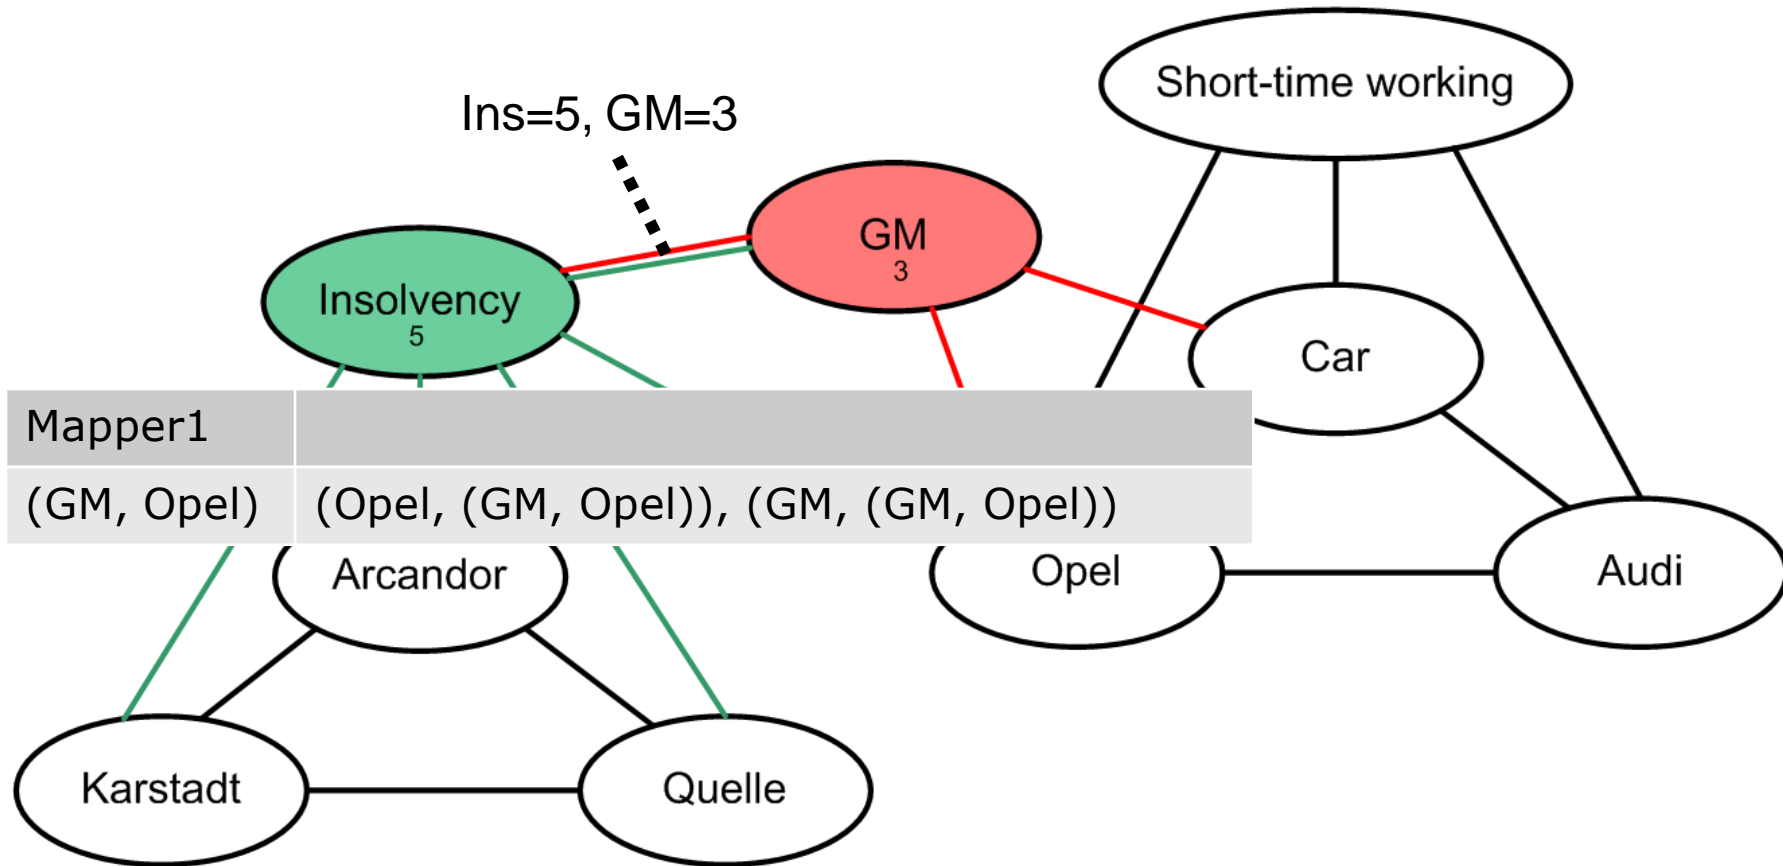 Short-time working
Ins=5, GM=3
GM
3
Insolvency
5
Car
Mapper1
(GM, Opel) (Opel, (GM, Opel)), (GM, (GM, Opel))
Arcandor
Opel
Audi
Karstadt
Quelle